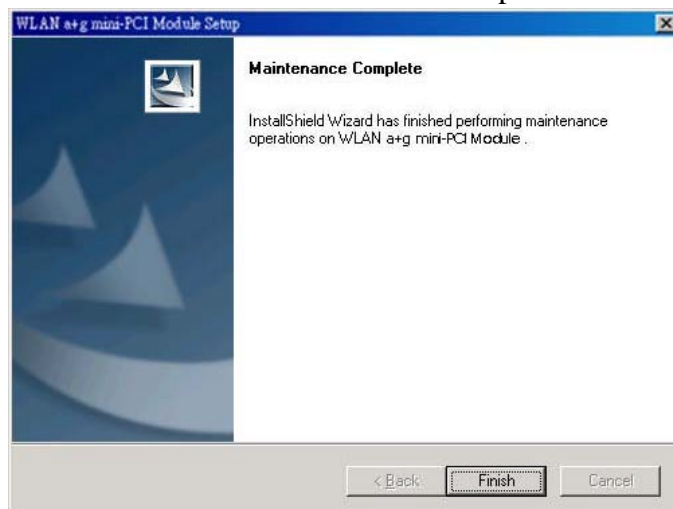 WLAN a+g mini-PCI Module Setup
Maintenance Complete
InstallShield Wizard has finished performing maintenance
operations on WLAN a+g mini-PCI Module .
< Back
Finish
Cancel